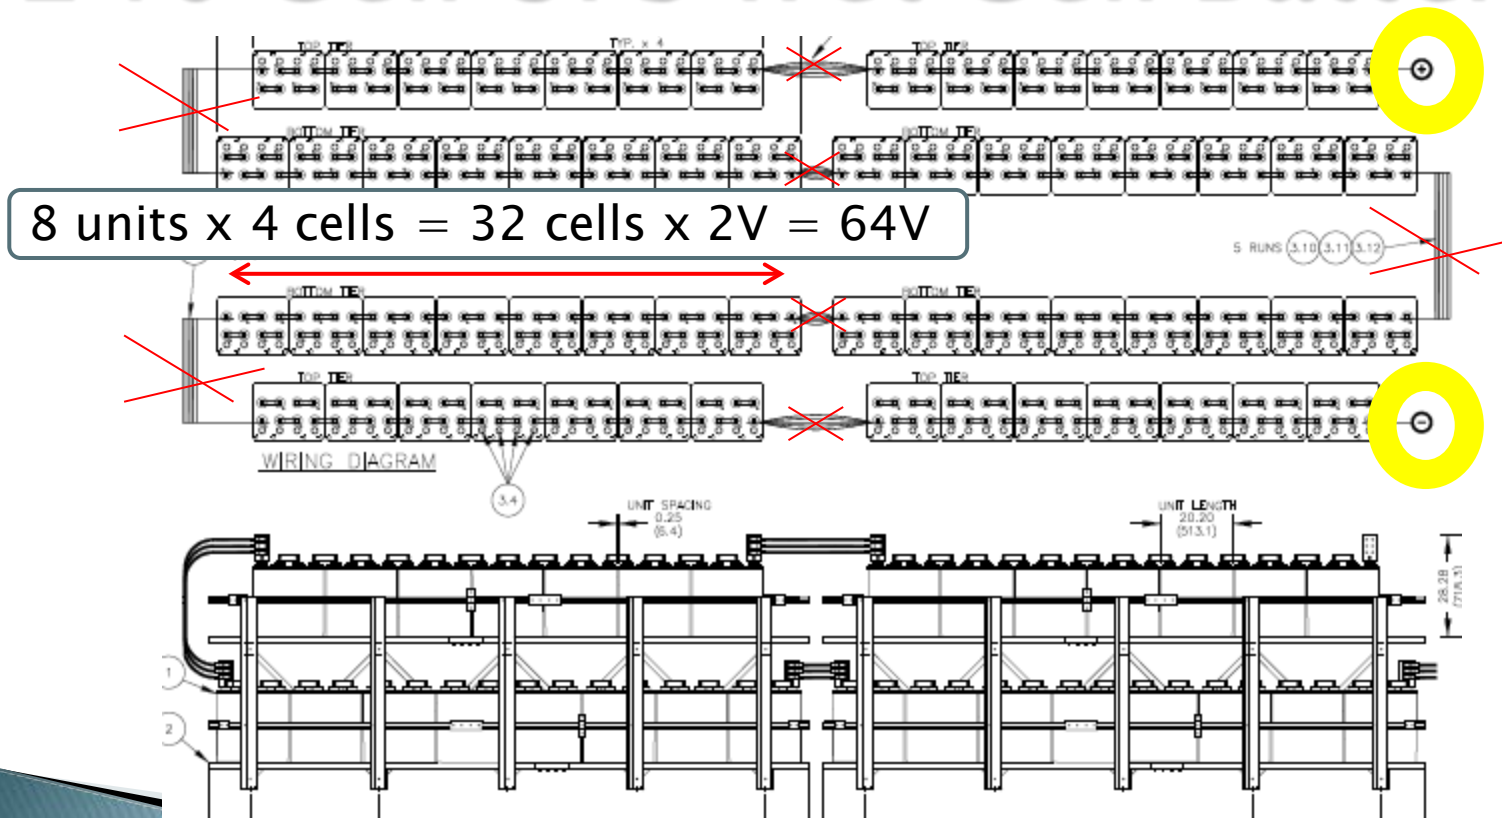 TOP TIER
TYP. x 4
TOP TIER
BOTTOM TIER
BOTTOM TIER
8 units x 4 cells = 32 cells x 2V = 64V
5 RUNS 3.10 3.11 3.12
BOTTOM TIER
BOTTOM TIER
TOP TIER
TOP TIER
WIRING DIAGRAM
3.4
UNIT SPACING
0.25
(6.4)
UNIT LENGTH
20.20
(513.1)
28.28
(718.3)
1
2